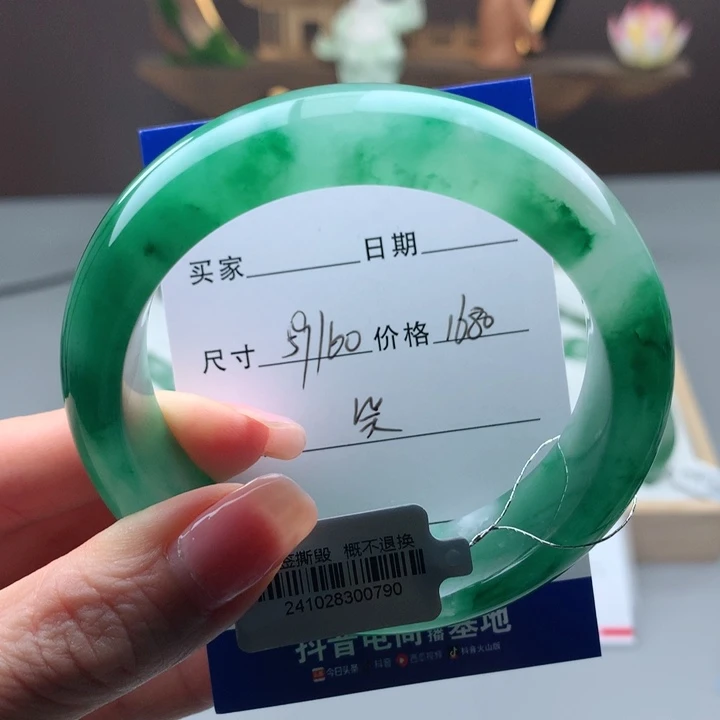 买家 日期
尺寸 59/60 价格 1680
签撕毁 概不退换
241028300790
抖音电商直播基地
今日头条 抖音 西瓜视频 抖音火山版